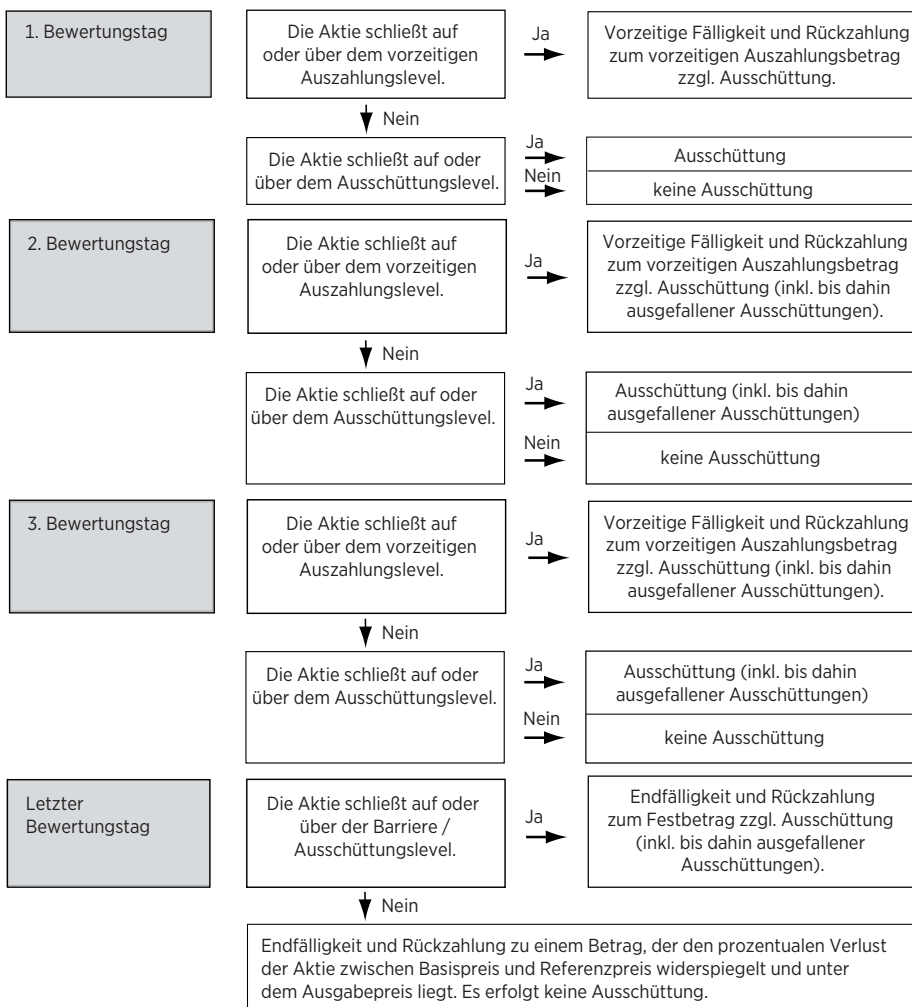 1. Bewertungstag
Die Aktie schließt auf
oder über dem vorzeitigen
Auszahlungslevel.
Ja
Vorzeitige Fälligkeit und Rückzahlung
zum vorzeitigen Auszahlungsbetrag
zzgl. Ausschüttung.
Nein
Die Aktie schließt auf oder
über dem Ausschüttungslevel.
Ja
Ausschüttung
Nein
keine Ausschüttung
2. Bewertungstag
Die Aktie schließt auf
oder über dem vorzeitigen
Auszahlungslevel.
Ja
Vorzeitige Fälligkeit und Rückzahlung
zum vorzeitigen Auszahlungsbetrag
zzgl. Ausschüttung (inkl. bis dahin
ausgefallener Ausschüttungen).
Nein
Die Aktie schließt auf oder
über dem Ausschüttungslevel.
Ja
Ausschüttung (inkl. bis dahin
ausgefallener Ausschüttungen)
Nein
keine Ausschüttung
3. Bewertungstag
Die Aktie schließt auf
oder über dem vorzeitigen
Auszahlungslevel.
Ja
Vorzeitige Fälligkeit und Rückzahlung
zum vorzeitigen Auszahlungsbetrag
zzgl. Ausschüttung (inkl. bis dahin
ausgefallener Ausschüttungen).
Nein
Die Aktie schließt auf oder
über dem Ausschüttungslevel.
Ja
Ausschüttung (inkl. bis dahin
ausgefallener Ausschüttungen)
Nein
keine Ausschüttung
Letzter
Bewertungstag
Die Aktie schließt auf oder
über der Barriere /
Ausschüttungslevel.
Ja
Endfälligkeit und Rückzahlung
zum Festbetrag zzgl. Ausschüttung
(inkl. bis dahin ausgefallener
Ausschüttungen).
Nein
Endfälligkeit und Rückzahlung zu einem Betrag, der den prozentualen Verlust
der Aktie zwischen Basispreis und Referenzpreis widerspiegelt und unter
dem Ausgabepreis liegt. Es erfolgt keine Ausschüttung.